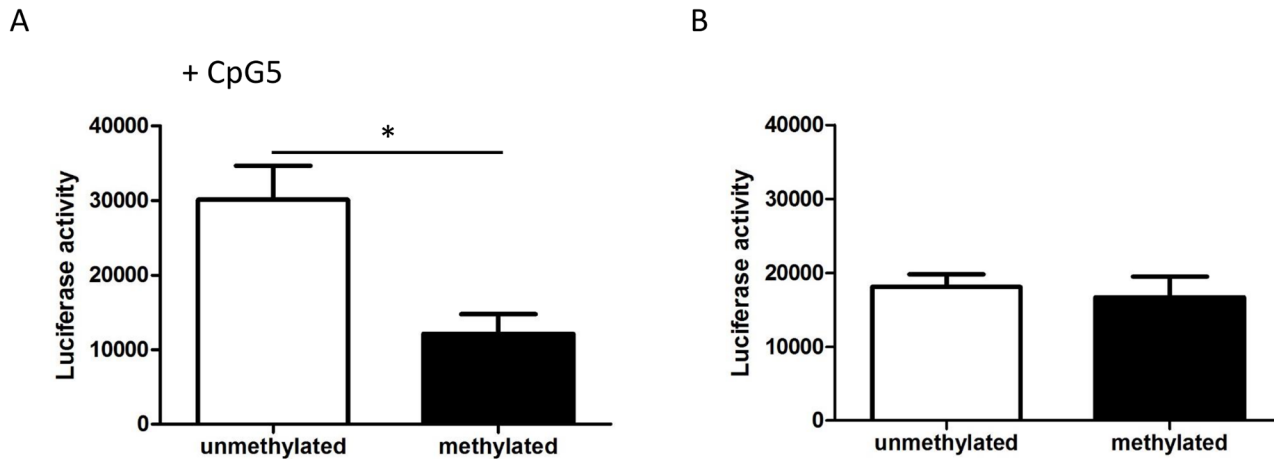 A
+ CpG5
*
40000
30000
20000
10000
0
Luciferase activity
unmethylated
methylated
B
40000
30000
20000
10000
0
Luciferase activity
unmethylated
methylated